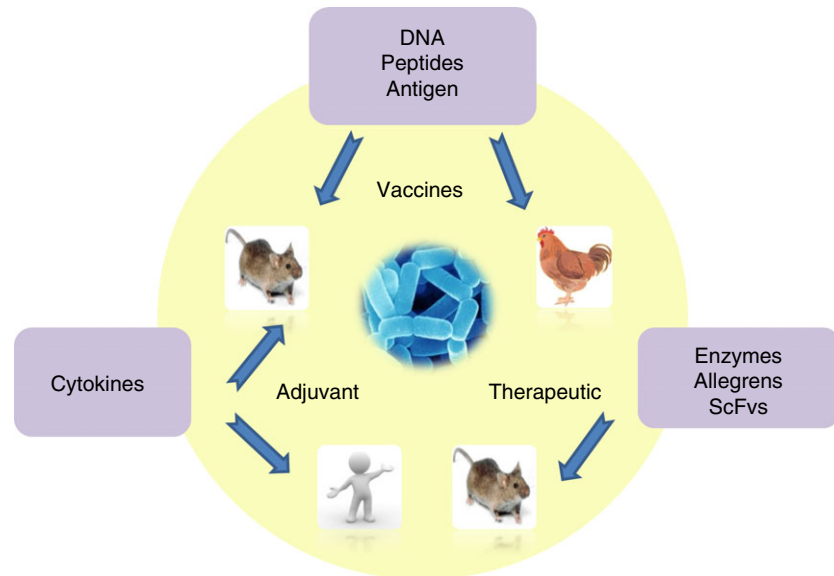 DNA
Peptides
Antigen
Vaccines
Cytokines
Adjuvant
Therapeutic
Enzymes
Allegrens
ScFvs